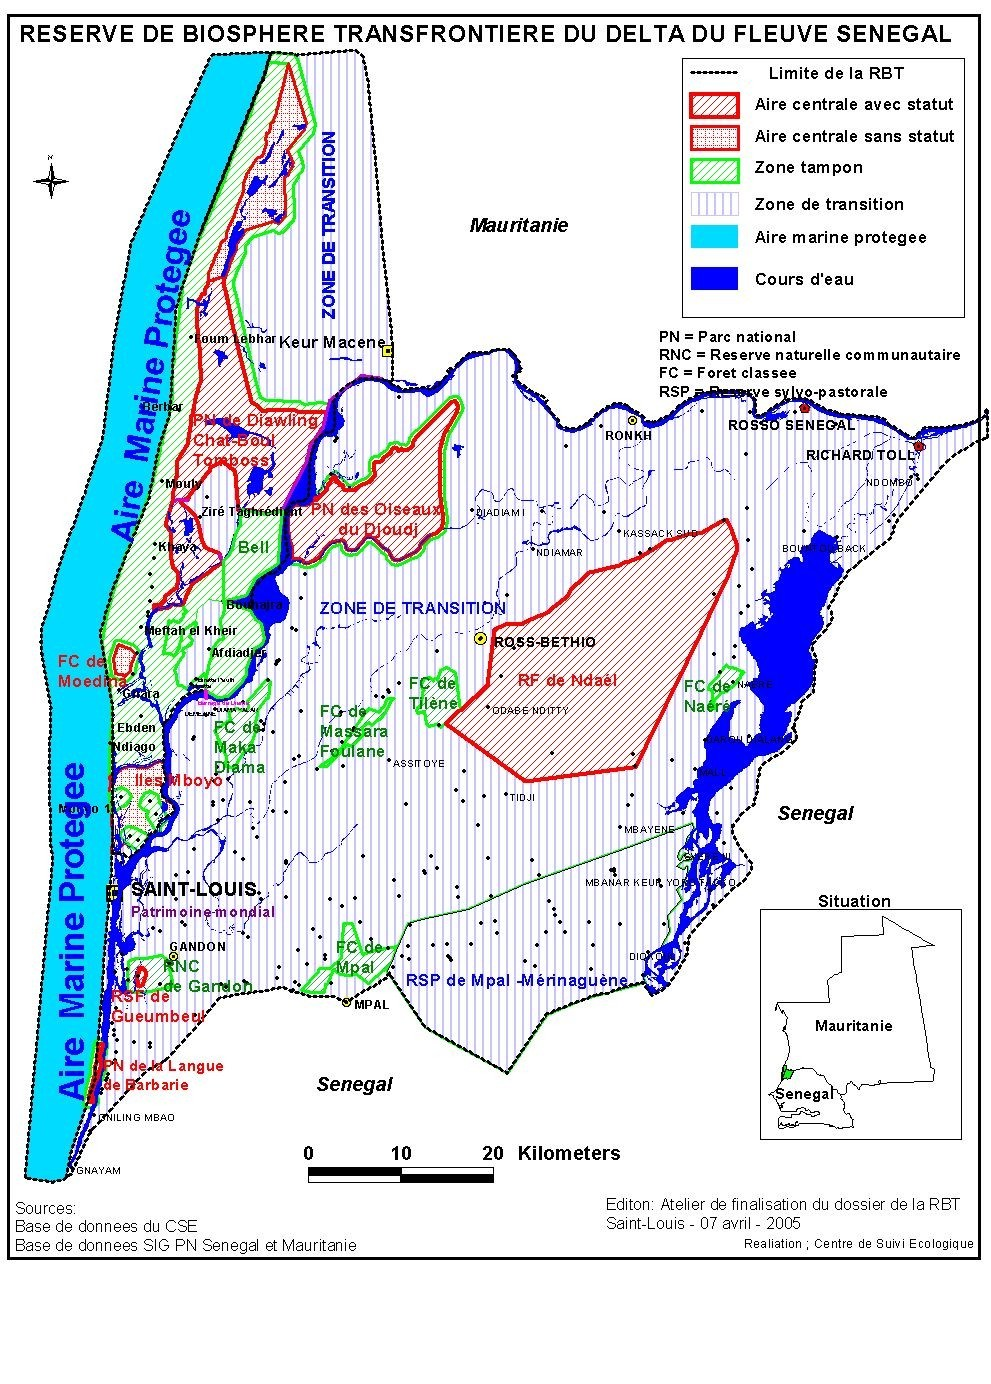 RESERVE DE BIOSPHERE TRANSFRONTIERE DU DELTA DU FLEUVE SENEGAL
Limite de la RBT
Aire centrale avec statut
Aire centrale sans statut
Zone tampon
Zone de transition
Aire marine protegee
Cours d'eau
PN = Parc national
RNC = Reserve naturelle communautaire
FC = Foret classee
RSP = Reserve sylvo-pastorale
N
Aire Marine Protegee
ZONE DE TRANSITION
Mauritanie
Foum Lebhar
Keur Macene
Berbar
PN de Diawling
Chat-Boul
Tomboss
RONKH
ROSSO SENEGAL
RICHARD TOLL
NDOMBO
Mouly
Ziré Taghredient
PN des Oiseaux
du Djoudj
DIADIAMI
KASSACK SUD
NDIAMAR
Khaya
Bell
Bouhajra
ZONE DE TRANSITION
Meftah el Kheir
Afdiadier
ROSS-BETHIO
FC de
Moedina
RF de Ndaél
FC de
Tilène
FC de
Naéré
Guara
ODABE NDITTY
FC de
Massara
Foulane
FC de
Maka
Diama
Ebden
Ndiago
Iles Mboyo
ASSITOYE
TIDJI
MALL
Senegal
MBAYENE
Aire Marine Protegee
SAINT-LOUIS
Patrimoine mondial
GANDON
RNC
de Gandon
FC de
Mpal
RSP de Mpal -Mérinaguène
RSF de
Gueumbeul
MPAL
PN de la Langue
de Barbarie
GNILING MBAO
GNAYAM
Senegal
Situation
Mauritanie
Senegal
0 10 20 Kilometers
Sources:
Base de donnees du CSE
Base de donnees SIG PN Senegal et Mauritanie
Editon: Atelier de finalisation du dossier de la RBT
Saint-Louis - 07 avril - 2005
Realiation ; Centre de Suivi Ecologique